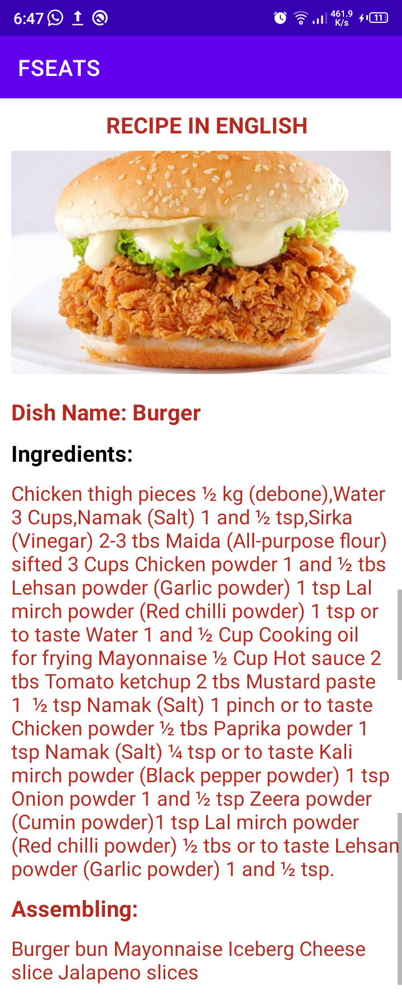 6:47
461.9
K/s
11
FSEATS
RECIPE IN ENGLISH
Dish Name: Burger
Ingredients:
Chicken thigh pieces ½ kg (debone),Water
3 Cups,Namak (Salt) 1 and ½ tsp,Sirka
(Vinegar) 2-3 tbs Maida (All-purpose flour)
sifted 3 Cups Chicken powder 1 and ½ tbs
Lehsan powder (Garlic powder) 1 tsp Lal
mirch powder (Red chilli powder) 1 tsp or
to taste Water 1 and ½ Cup Cooking oil
for frying Mayonnaise ½ Cup Hot sauce 2
tbs Tomato ketchup 2 tbs Mustard paste
1  ½ tsp Namak (Salt) 1 pinch or to taste
Chicken powder ½ tbs Paprika powder 1
tsp Namak (Salt) ¼ tsp or to taste Kali
mirch powder (Black pepper powder) 1 tsp
Onion powder 1 and ½ tsp Zeera powder
(Cumin powder)1 tsp Lal mirch powder
(Red chilli powder) ½ tbs or to taste Lehsan
powder (Garlic powder) 1 and ½ tsp.
Assembling:
Burger bun Mayonnaise Iceberg Cheese
slice Jalapeno slices